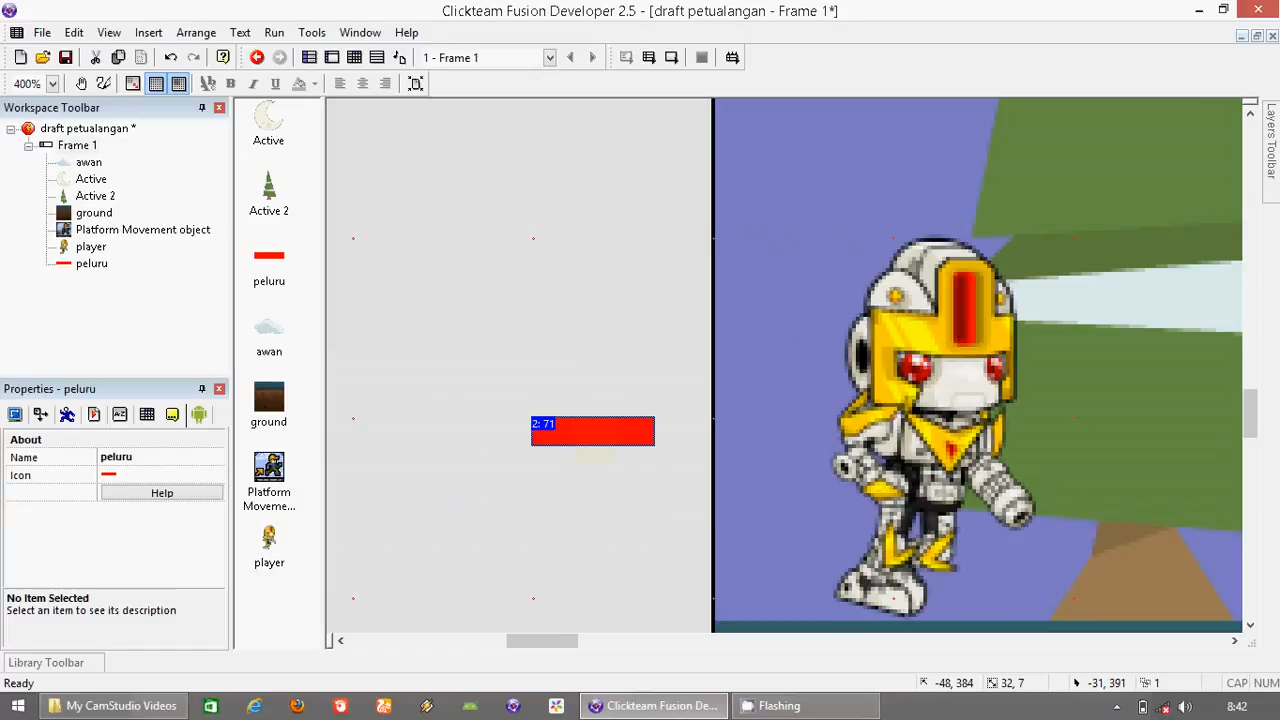 Clickteam Fusion Developer 2.5 - [draft petualangan - Frame 1*]
File Edit View Insert Arrange Text Run Tools Window Help
1 - Frame 1
400%
B I U
Workspace Toolbar
draft petualangan *
Frame 1
awan
Active
Active 2
ground
Platform Movement object
player
peluru
Properties - peluru
About
Name peluru
Icon
Help
No Item Selected
Select an item to see its description
Library Toolbar
Active
Active 2
peluru
awan
ground
Platform
Moveme...
player
2: 71
Layers Toolbar
Ready
-48, 384
32, 7
-31, 391
1
CAP NUM
My CamStudio Videos
Clickteam Fusion De...
Flashing
8:42